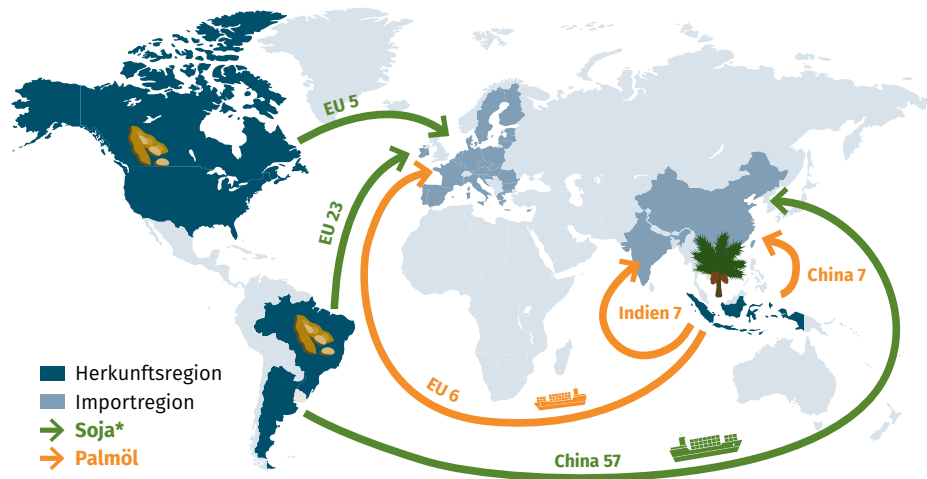 EU 5
EU 23
China 7
Indien 7
EU 6
China 57
Herkunftsregion
Importregion
Soja*
Palmöl